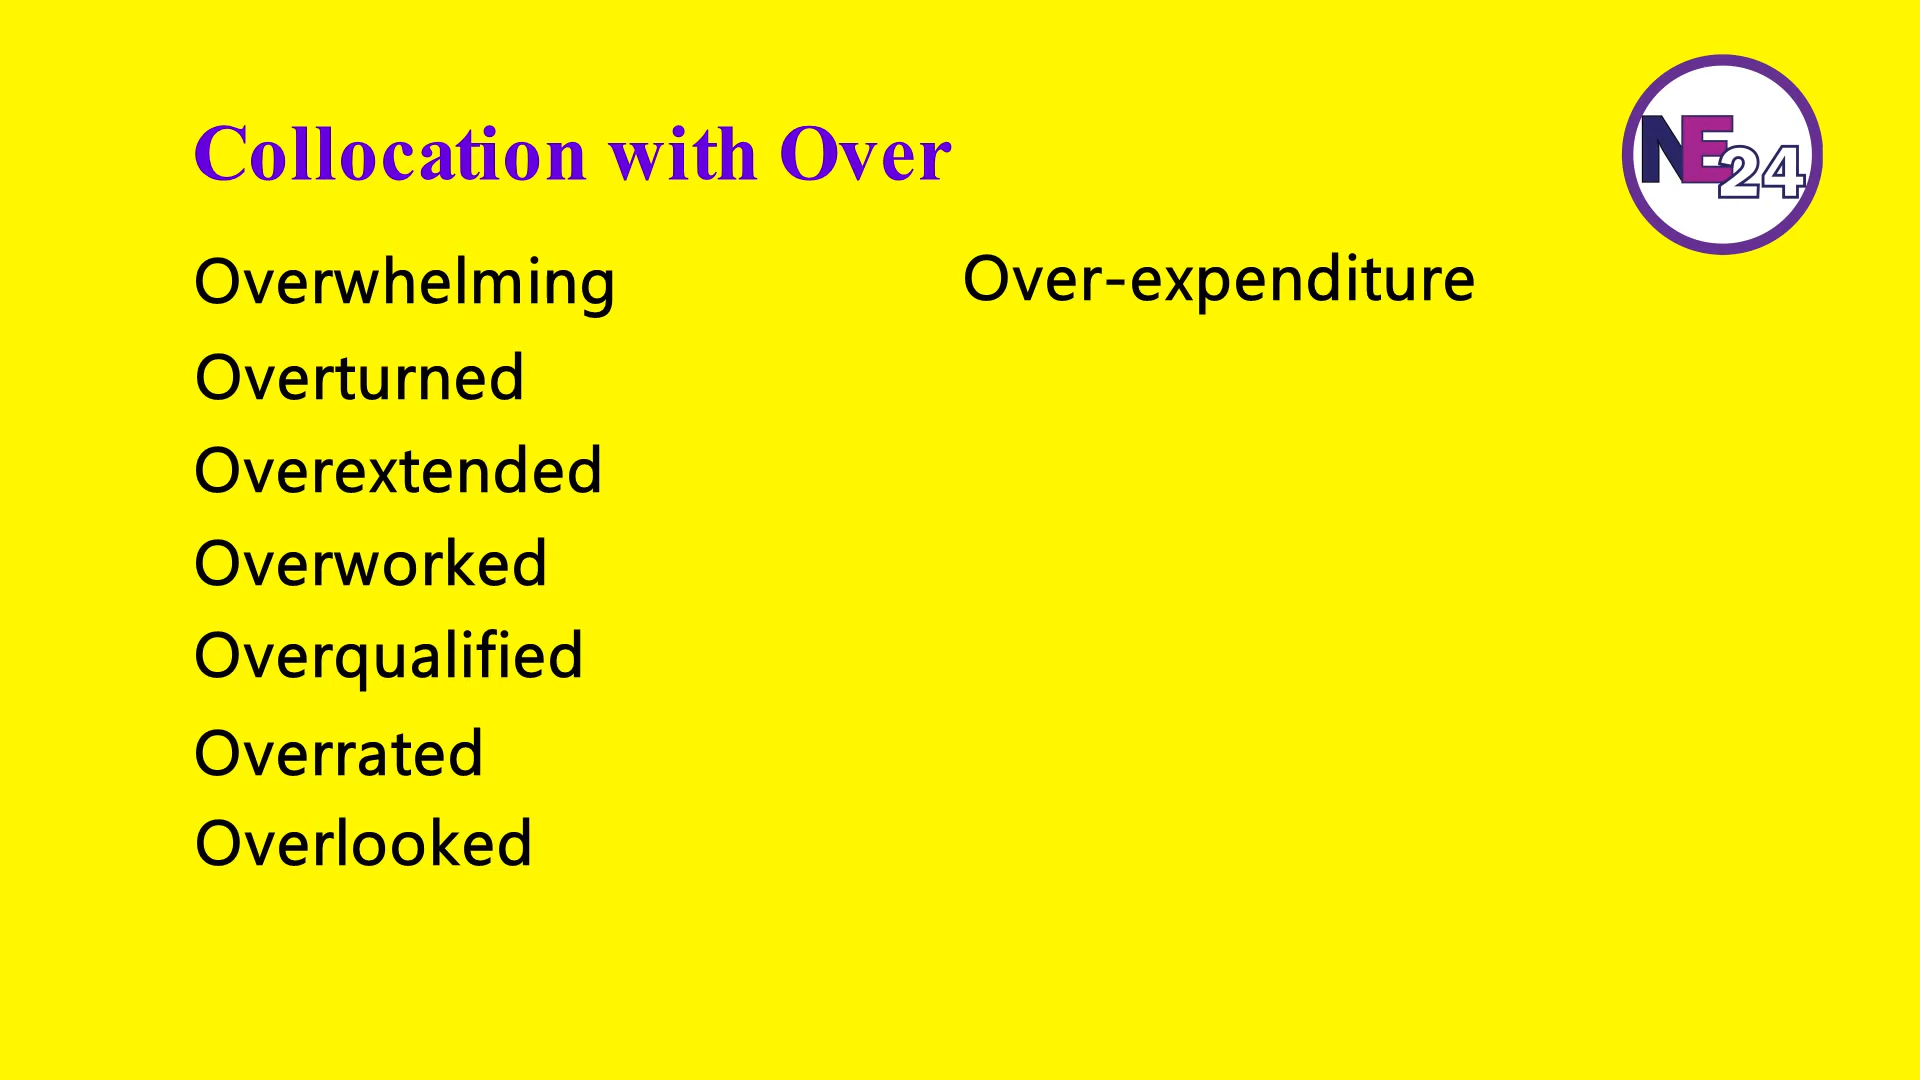 Collocation with Over
NE24
Overwhelming
Overturned
Overextended
Overworked
Overqualified
Overrated
Overlooked
Over-expenditure